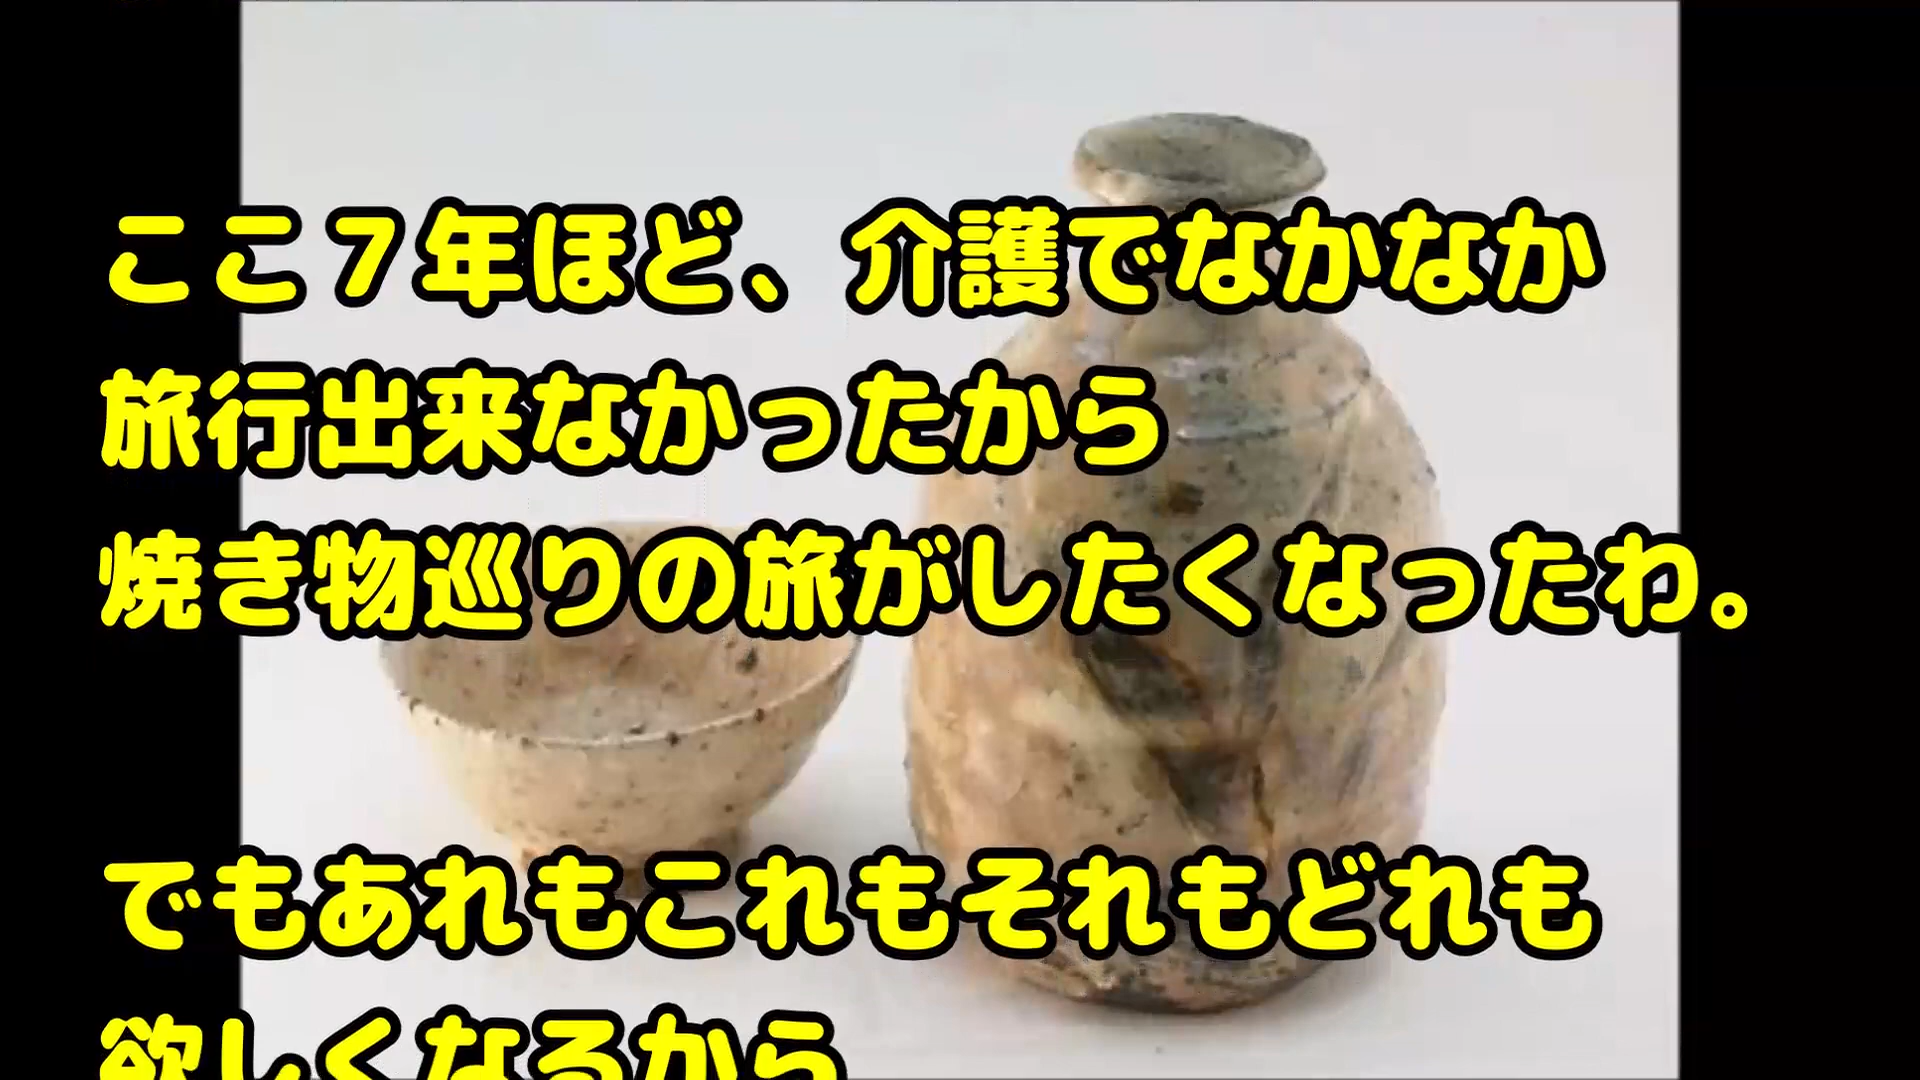 ここ７年ほど、介護でなかなか
旅行出来なかったから
焼き物巡りの旅がしたくなったわ。
でもあれもこれもそれもどれも
欲しくなるから